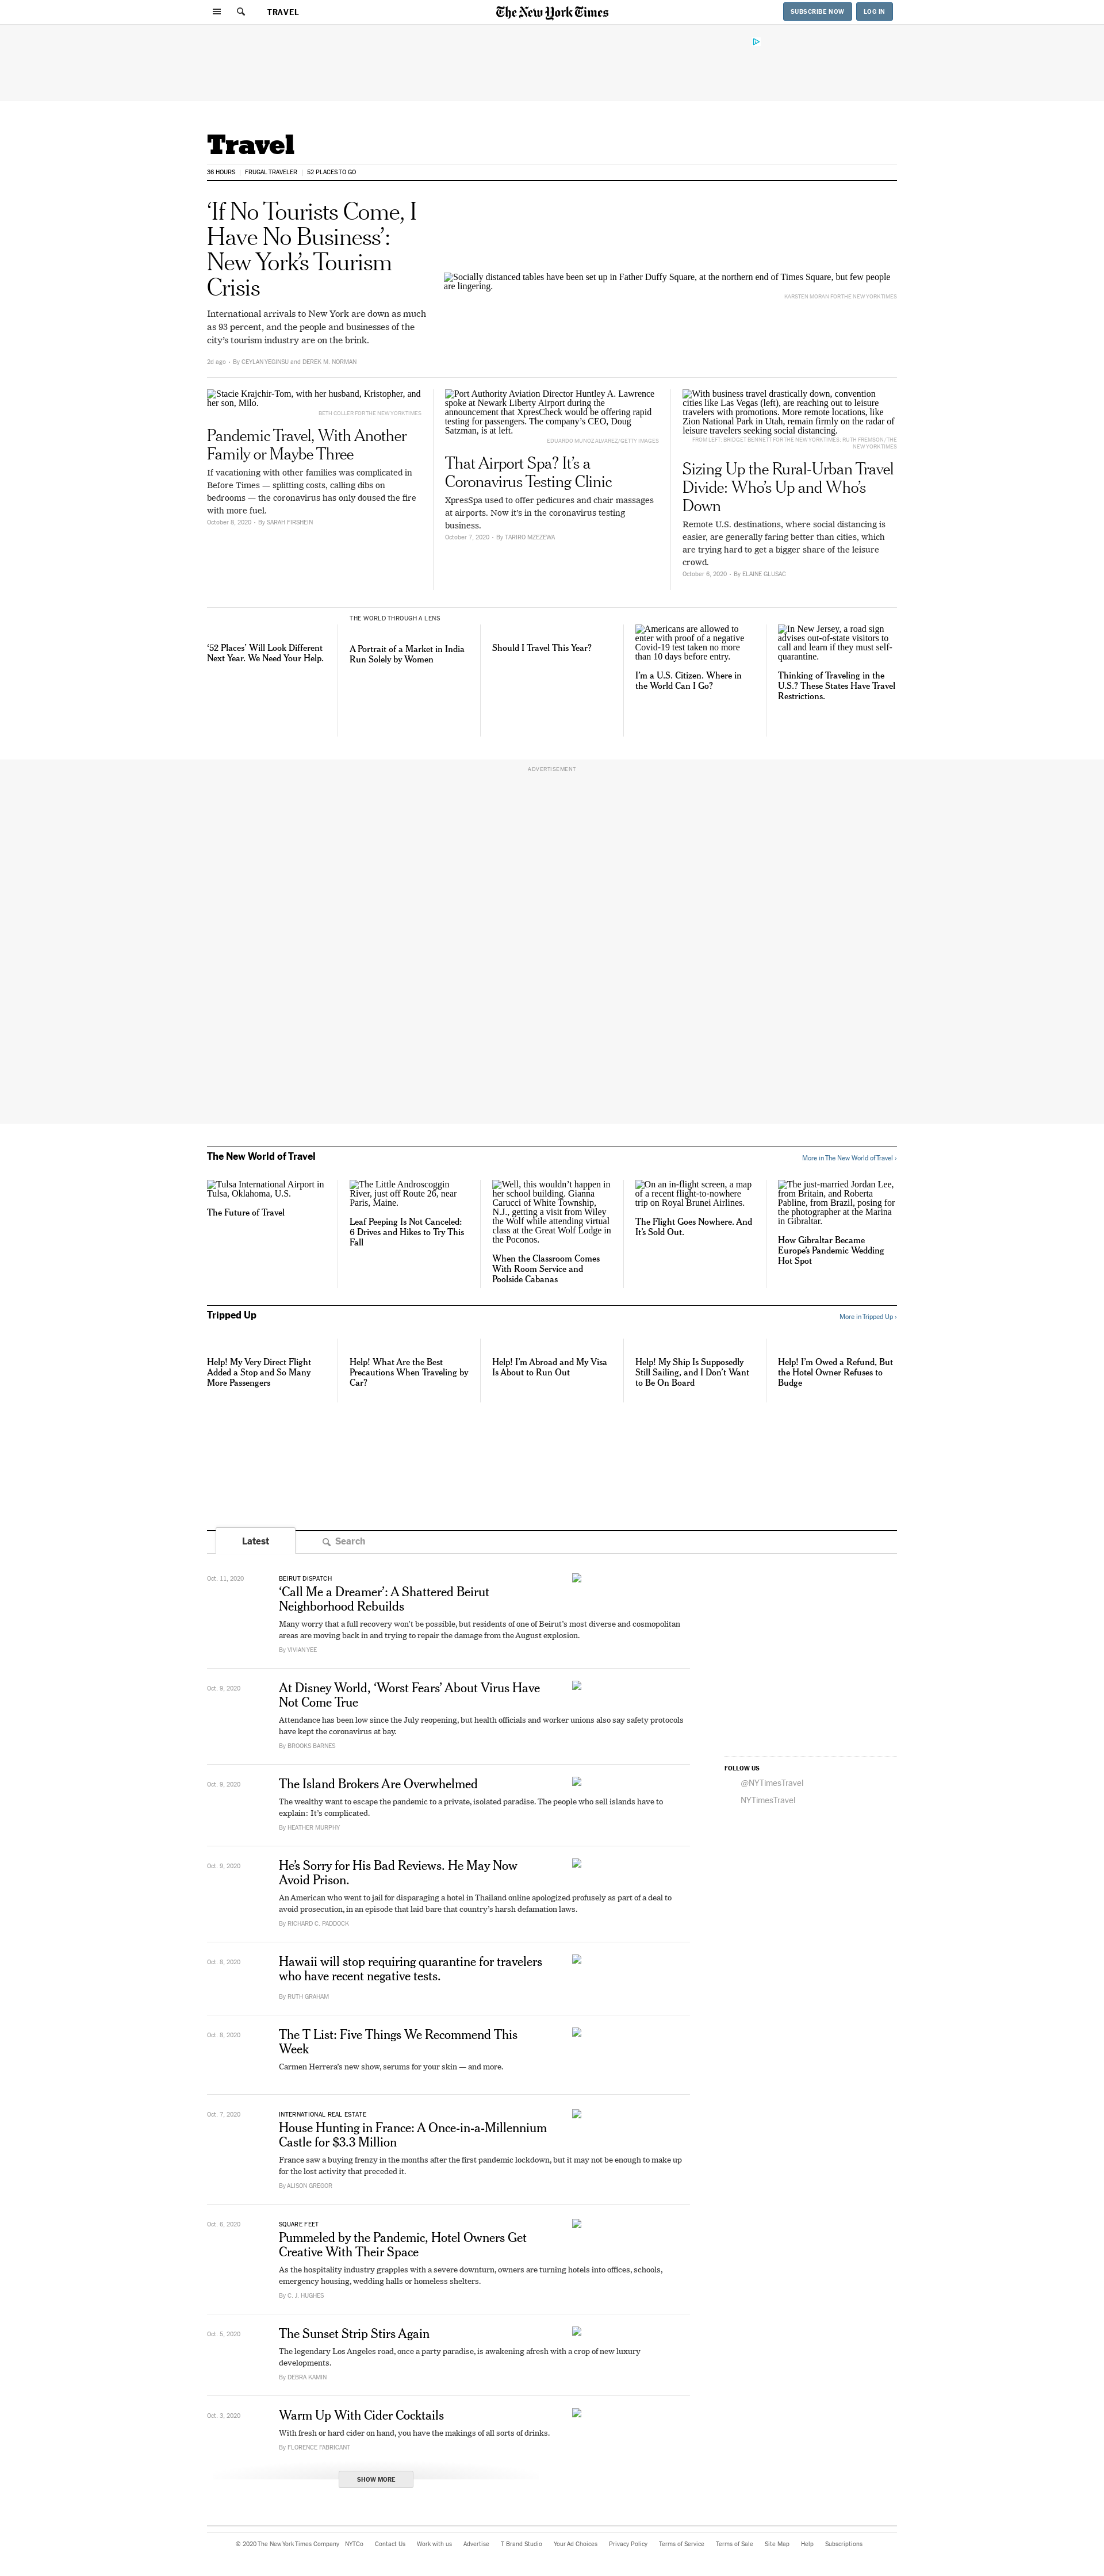 TRAVEL
The New York Times
SUBSCRIBE NOW
LOG IN
Travel
36 HOURS
FRUGAL TRAVELER
52 PLACES TO GO
‘If No Tourists Come, I
Have No Business’:
New York’s Tourism
Crisis
International arrivals to New York are down as much
as 93 percent, and the people and businesses of the
city’s tourism industry are on the brink.
2d ago - By CEYLAN YEGINSU and DEREK M. NORMAN
Socially distanced tables have been set up in Father Duffy Square, at the northern end of Times Square, but few people
are lingering.
KARSTEN MORAN FOR THE NEW YORK TIMES
Stacie Krajchir-Tom, with her husband, Kristopher, and
her son, Milo.
BETH COLLER FOR THE NEW YORK TIMES
Pandemic Travel, With Another
Family or Maybe Three
If vacationing with other families was complicated in
Before Times — splitting costs, calling dibs on
bedrooms — the coronavirus has only doused the fire
with more fuel.
October 8, 2020 - By SARAH FIRSHEIN
Port Authority Aviation Director Huntley A. Lawrence
spoke at Newark Liberty Airport during the
announcement that XpresCheck would be offering rapid
testing for passengers. The company’s CEO, Doug
Satzman, is at left.
EDUARDO MUNOZ ALVAREZ/GETTY IMAGES
That Airport Spa? It’s a
Coronavirus Testing Clinic
XpresSpa used to offer pedicures and chair massages
at airports. Now it’s in the coronavirus testing
business.
October 7, 2020 - By TARIRO MZEZEWA
With business travel drastically down, convention
cities like Las Vegas (left), are reaching out to leisure
travelers with promotions. More remote locations, like
Zion National Park in Utah, remain firmly on the radar of
leisure travelers seeking social distancing.
FROM LEFT: BRIDGET BENNETT FOR THE NEW YORK TIMES; RUTH FREMSON/THE
NEW YORK TIMES
Sizing Up the Rural-Urban Travel
Divide: Who’s Up and Who’s
Down
Remote U.S. destinations, where social distancing is
easier, are generally faring better than cities, which
are trying hard to get a bigger share of the leisure
crowd.
October 6, 2020 - By ELAINE GLUSAC
‘52 Places’ Will Look Different
Next Year. We Need Your Help.
THE WORLD THROUGH A LENS
A Portrait of a Market in India
Run Solely by Women
Should I Travel This Year?
Americans are allowed to
enter with proof of a negative
Covid-19 test taken no more
than 10 days before entry.
I’m a U.S. Citizen. Where in
the World Can I Go?
In New Jersey, a road sign
advises out-of-state visitors to
call and learn if they must self-
quarantine.
Thinking of Traveling in the
U.S.? These States Have Travel
Restrictions.
ADVERTISEMENT
The New World of Travel
More in The New World of Travel ›
Tulsa International Airport in
Tulsa, Oklahoma, U.S.
The Future of Travel
The Little Androscoggin
River, just off Route 26, near
Paris, Maine.
Leaf Peeping Is Not Canceled:
6 Drives and Hikes to Try This
Fall
Well, this wouldn’t happen in
her school building. Gianna
Carucci of White Township,
N.J., getting a visit from Wiley
the Wolf while attending virtual
class at the Great Wolf Lodge in
the Poconos.
When the Classroom Comes
With Room Service and
Poolside Cabanas
On an in-flight screen, a map
of a recent flight-to-nowhere
trip on Royal Brunei Airlines.
The Flight Goes Nowhere. And
It’s Sold Out.
The just-married Jordan Lee,
from Britain, and Roberta
Pabline, from Brazil, posing for
the photographer at the Marina
in Gibraltar.
How Gibraltar Became
Europe’s Pandemic Wedding
Hot Spot
Tripped Up
More in Tripped Up ›
Help! My Very Direct Flight
Added a Stop and So Many
More Passengers
Help! What Are the Best
Precautions When Traveling by
Car?
Help! I’m Abroad and My Visa
Is About to Run Out
Help! My Ship Is Supposedly
Still Sailing, and I Don’t Want
to Be On Board
Help! I’m Owed a Refund, But
the Hotel Owner Refuses to
Budge
Latest
Search
Oct. 11, 2020
BEIRUT DISPATCH
‘Call Me a Dreamer’: A Shattered Beirut
Neighborhood Rebuilds
Many worry that a full recovery won’t be possible, but residents of one of Beirut’s most diverse and cosmopolitan
areas are moving back in and trying to repair the damage from the August explosion.
By VIVIAN YEE
Oct. 9, 2020
At Disney World, ‘Worst Fears’ About Virus Have
Not Come True
Attendance has been low since the July reopening, but health officials and worker unions also say safety protocols
have kept the coronavirus at bay.
By BROOKS BARNES
Oct. 9, 2020
The Island Brokers Are Overwhelmed
The wealthy want to escape the pandemic to a private, isolated paradise. The people who sell islands have to
explain: It’s complicated.
By HEATHER MURPHY
Oct. 9, 2020
He’s Sorry for His Bad Reviews. He May Now
Avoid Prison.
An American who went to jail for disparaging a hotel in Thailand online apologized profusely as part of a deal to
avoid prosecution, in an episode that laid bare that country’s harsh defamation laws.
By RICHARD C. PADDOCK
Oct. 8, 2020
Hawaii will stop requiring quarantine for travelers
who have recent negative tests.
By RUTH GRAHAM
Oct. 8, 2020
The T List: Five Things We Recommend This
Week
Carmen Herrera’s new show, serums for your skin — and more.
Oct. 7, 2020
INTERNATIONAL REAL ESTATE
House Hunting in France: A Once-in-a-Millennium
Castle for $3.3 Million
France saw a buying frenzy in the months after the first pandemic lockdown, but it may not be enough to make up
for the lost activity that preceded it.
By ALISON GREGOR
Oct. 6, 2020
SQUARE FEET
Pummeled by the Pandemic, Hotel Owners Get
Creative With Their Space
As the hospitality industry grapples with a severe downturn, owners are turning hotels into offices, schools,
emergency housing, wedding halls or homeless shelters.
By C. J. HUGHES
Oct. 5, 2020
The Sunset Strip Stirs Again
The legendary Los Angeles road, once a party paradise, is awakening afresh with a crop of new luxury
developments.
By DEBRA KAMIN
Oct. 3, 2020
Warm Up With Cider Cocktails
With fresh or hard cider on hand, you have the makings of all sorts of drinks.
By FLORENCE FABRICANT
SHOW MORE
FOLLOW US
@NYTimesTravel
NYTimesTravel
© 2020 The New York Times Company NYTCo Contact Us Work with us Advertise T Brand Studio Your Ad Choices Privacy Policy Terms of Service Terms of Sale Site Map Help Subscriptions